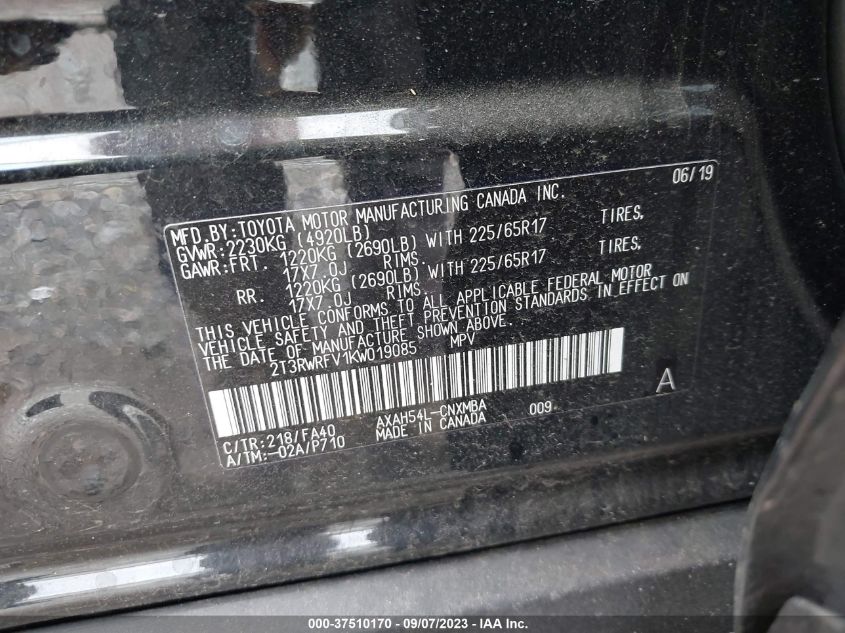 06/19
MFD.BY:TOYOTA MOTOR MANUFACTURING CANADA INC.
GVWR:2230KG (4920LB)
GAWR:FRT. 1220KG (2690LB) WITH 225/65R17 TIRES,
17X7.0J RIMS.
RR. 1220KG (2690LB) WITH 225/65R17 TIRES,
17X7.0J RIMS.
THIS VEHICLE CONFORMS TO ALL APPLICABLE FEDERAL MOTOR
VEHICLE SAFETY AND THEFT PREVENTION STANDARDS IN EFFECT ON
THE DATE OF MANUFACTURE SHOWN ABOVE.
2T3RWRFV1KW019085 MPV
A
C/TR:218/FA40 AXAH54L-CNXMBA 009
A/TM:-02A/P710 MADE IN CANADA
000-37510170 - 09/07/2023 - IAA Inc.